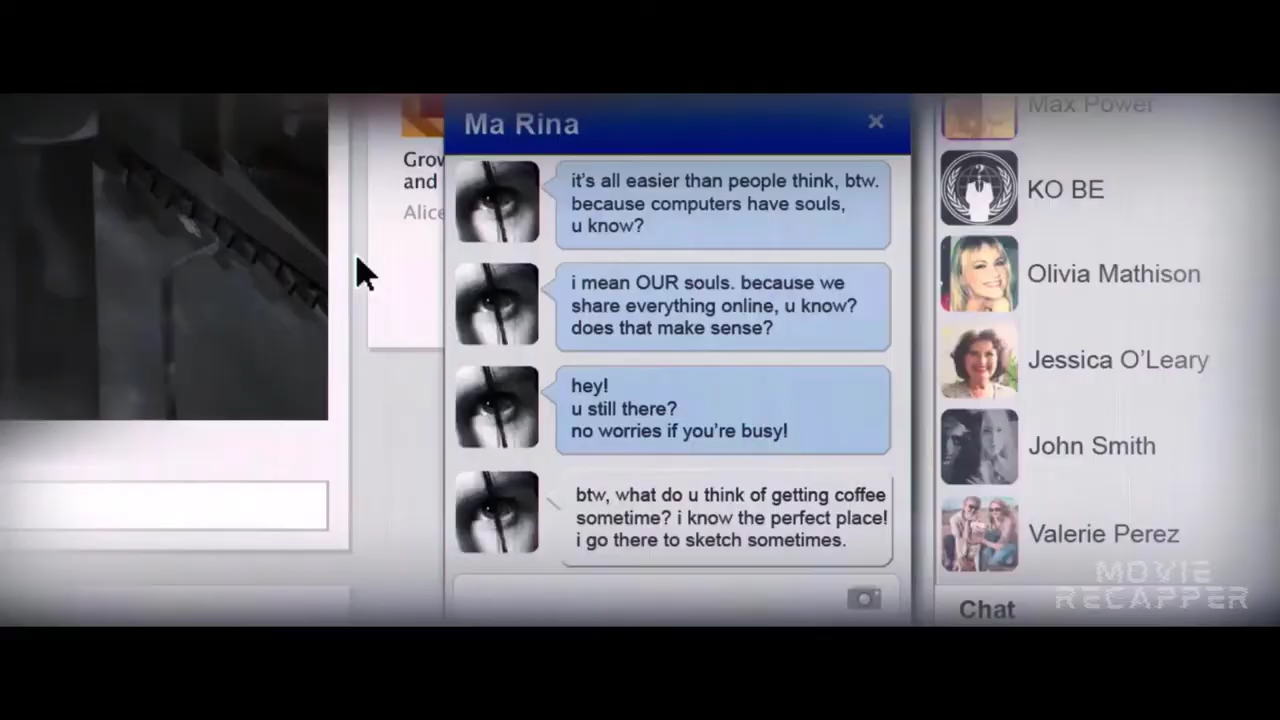 Ma Rina
it's all easier than people think, btw.
because computers have souls,
u know?
i mean OUR souls. because we
share everything online, u know?
does that make sense?
hey!
u still there?
no worries if you're busy!
btw, what do u think of getting coffee
sometime? i know the perfect place!
i go there to sketch sometimes.
Grow
and
Alice
Max Power
KO BE
Olivia Mathison
Jessica O'Leary
John Smith
Valerie Perez
Chat
MOVIE
RECAPPER